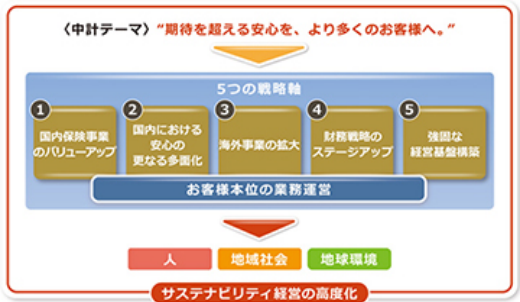 〈中計テーマ〉“期待を超える安心を、より多くのお客様へ。”
5つの戦略軸
1
国内保険事業
のバリューアップ
2
国内における
安心の
更なる多面化
3
海外事業の拡大
4
財務戦略の
ステージアップ
5
強固な
経営基盤構築
お客様本位の業務運営
人
地域社会
地球環境
サステナビリティ経営の高度化